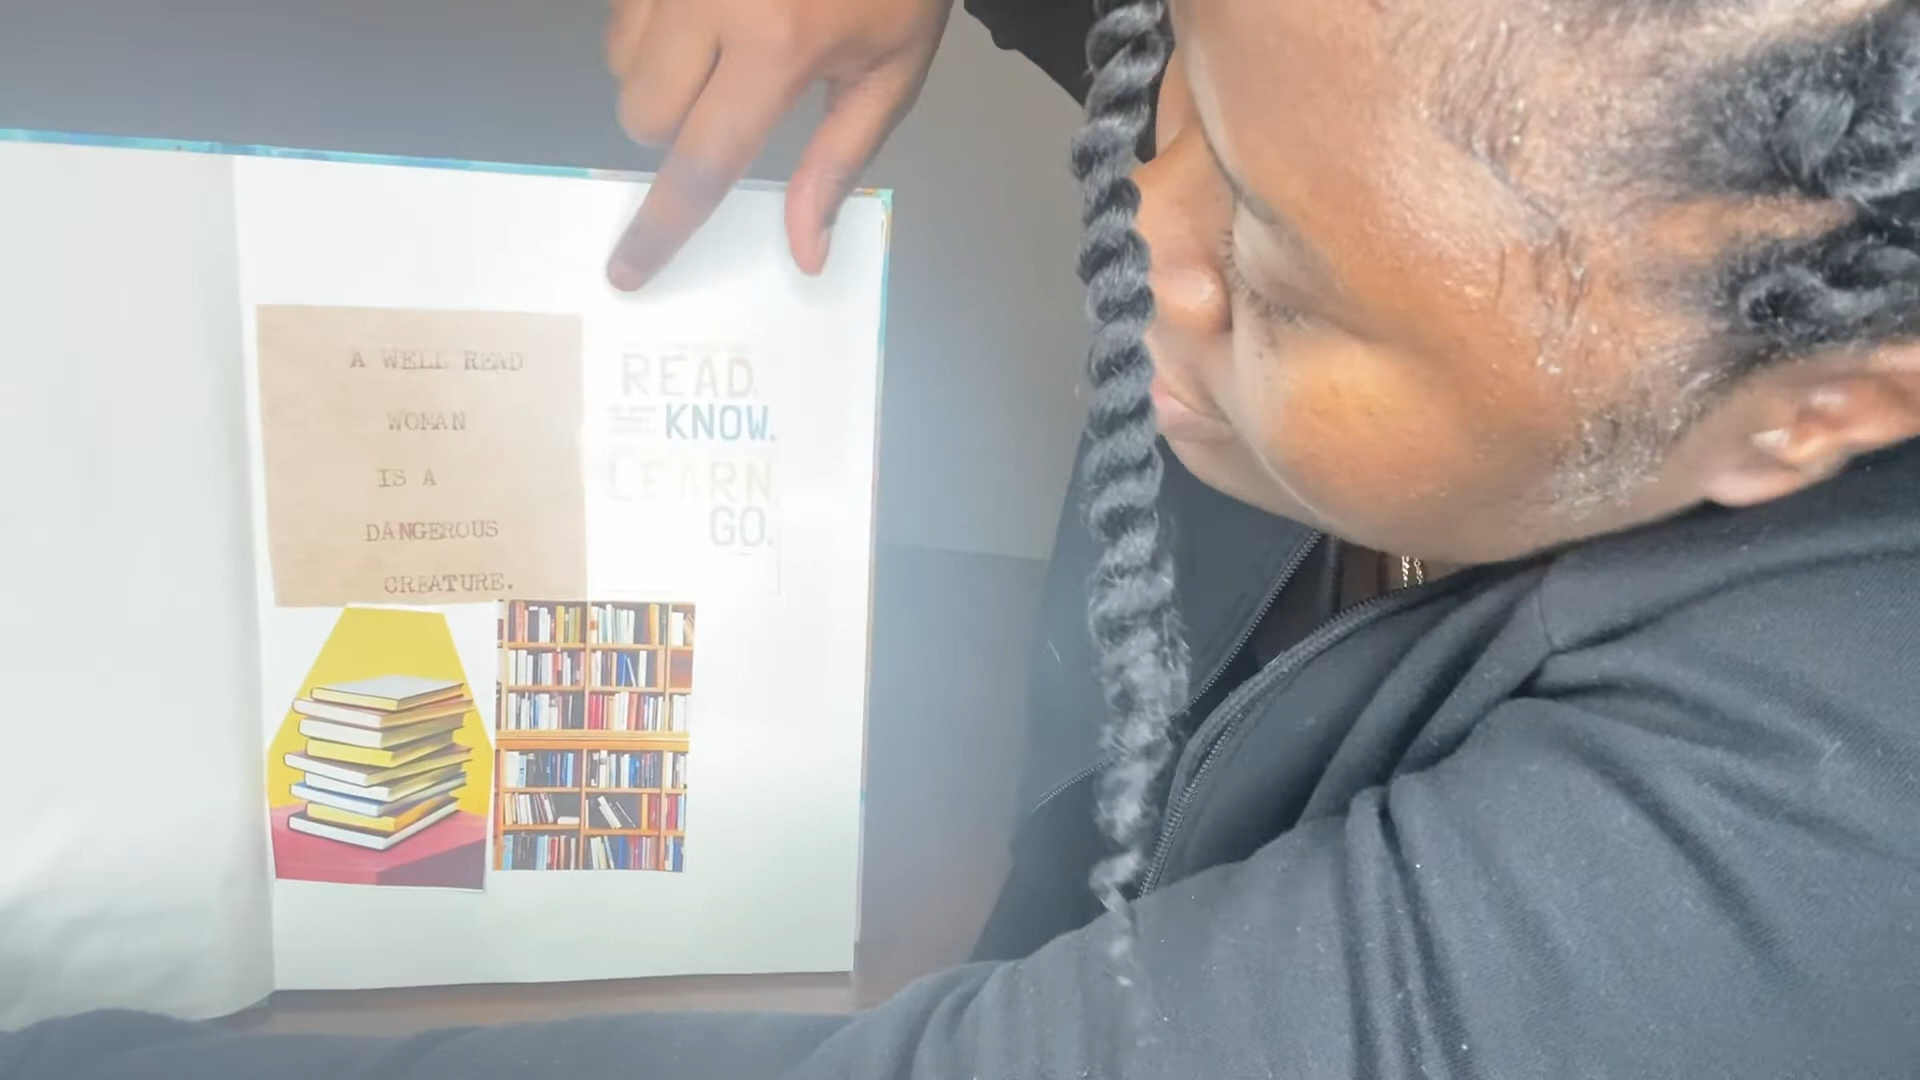 A WELL READ
WOMAN
IS A
DANGEROUS
CREATURE.
READ.
KNOW.
LEARN
GO.